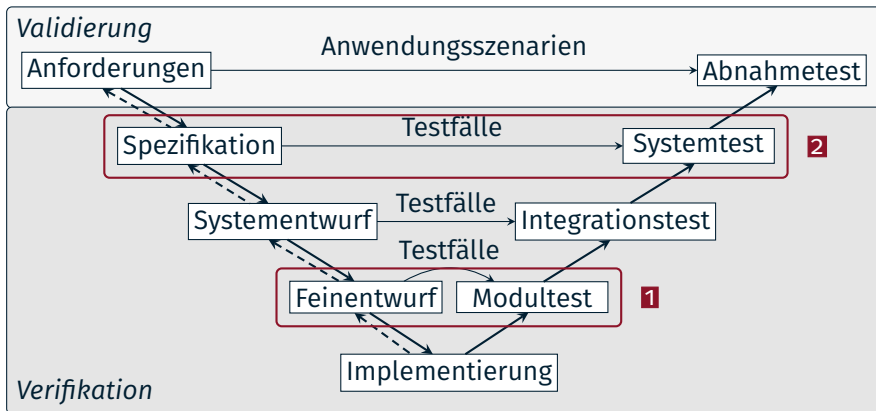 Validierung
Anwendungsszenarien
Anforderungen
Abnahmetest
Testfälle
Spezifikation
Systemtest
2
Testfälle
Systementwurf
Integrationstest
Testfälle
Feinentwurf
Modultest
1
Implementierung
Verifikation